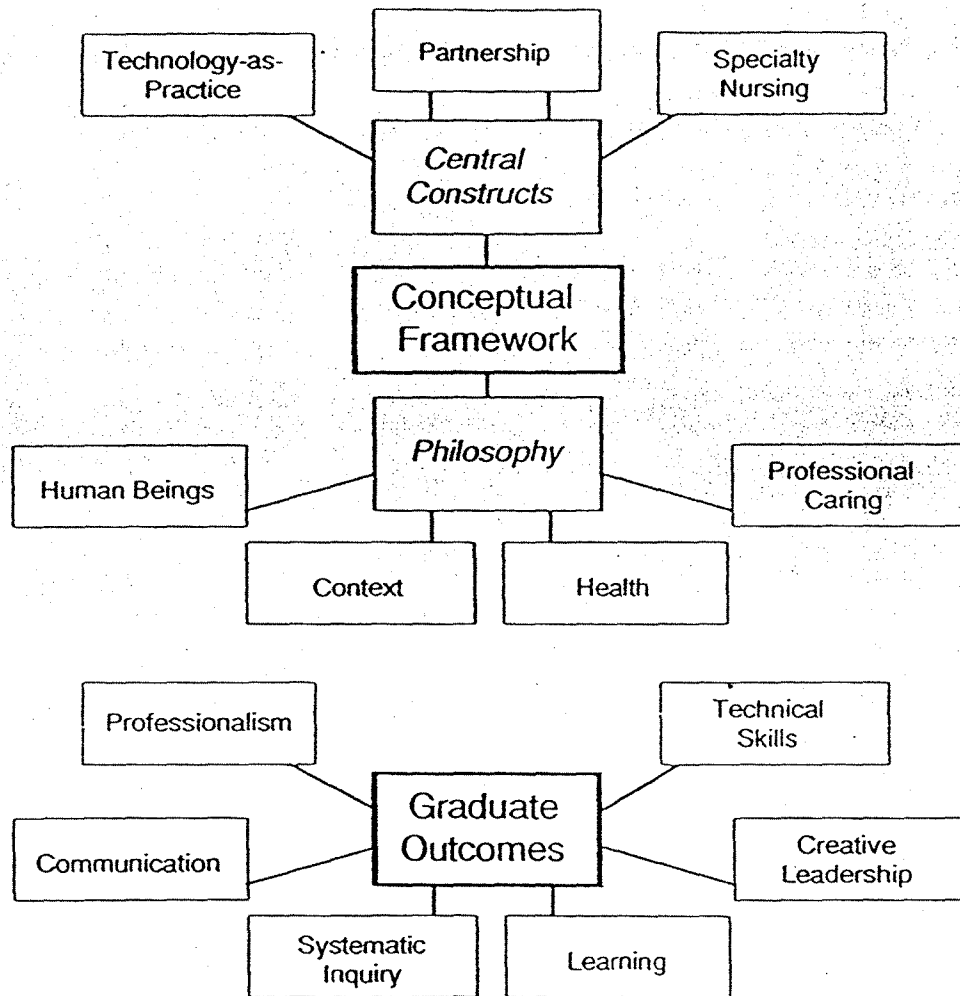 Technology-as-
Practice
Partnership
Specialty
Nursing
Central
Constructs
Conceptual
Framework
Philosophy
Human Beings
Professional
Caring
Context
Health
Professionalism
Technical
Skills
Graduate
Outcomes
Communication
Creative
Leadership
Systematic
Inquiry
Learning